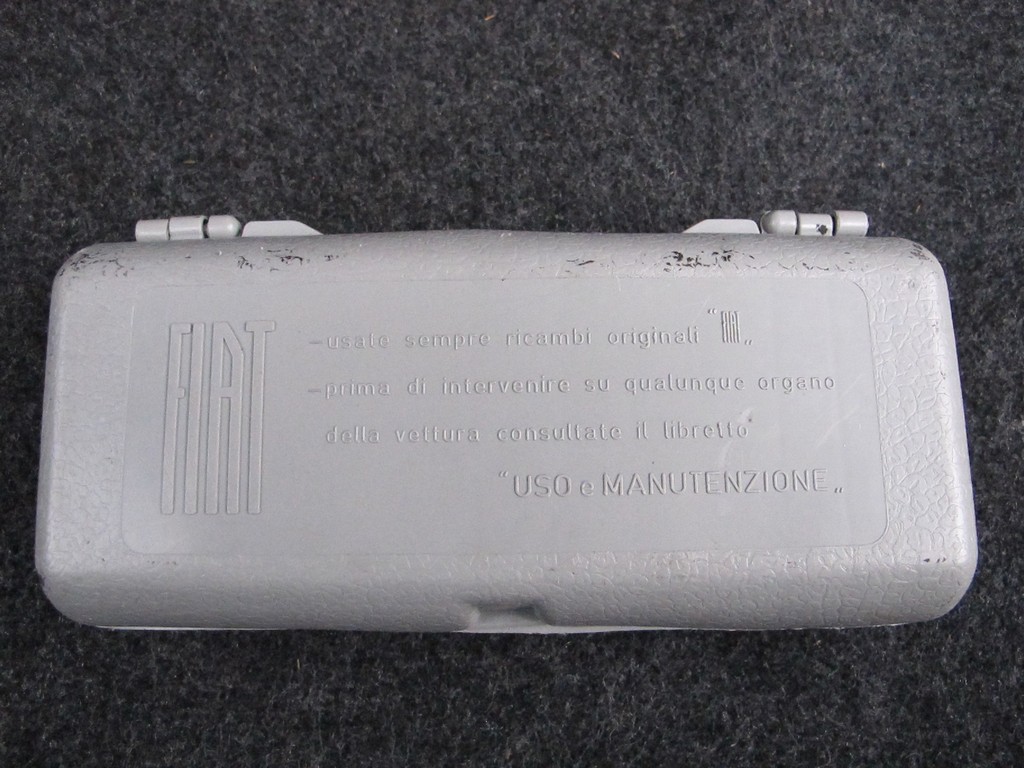 FIAT
-usate sempre ricambi originali “FIAT„
-prima di intervenire su qualunque organo
della vettura consultate il libretto
“USO e MANUTENZIONE„